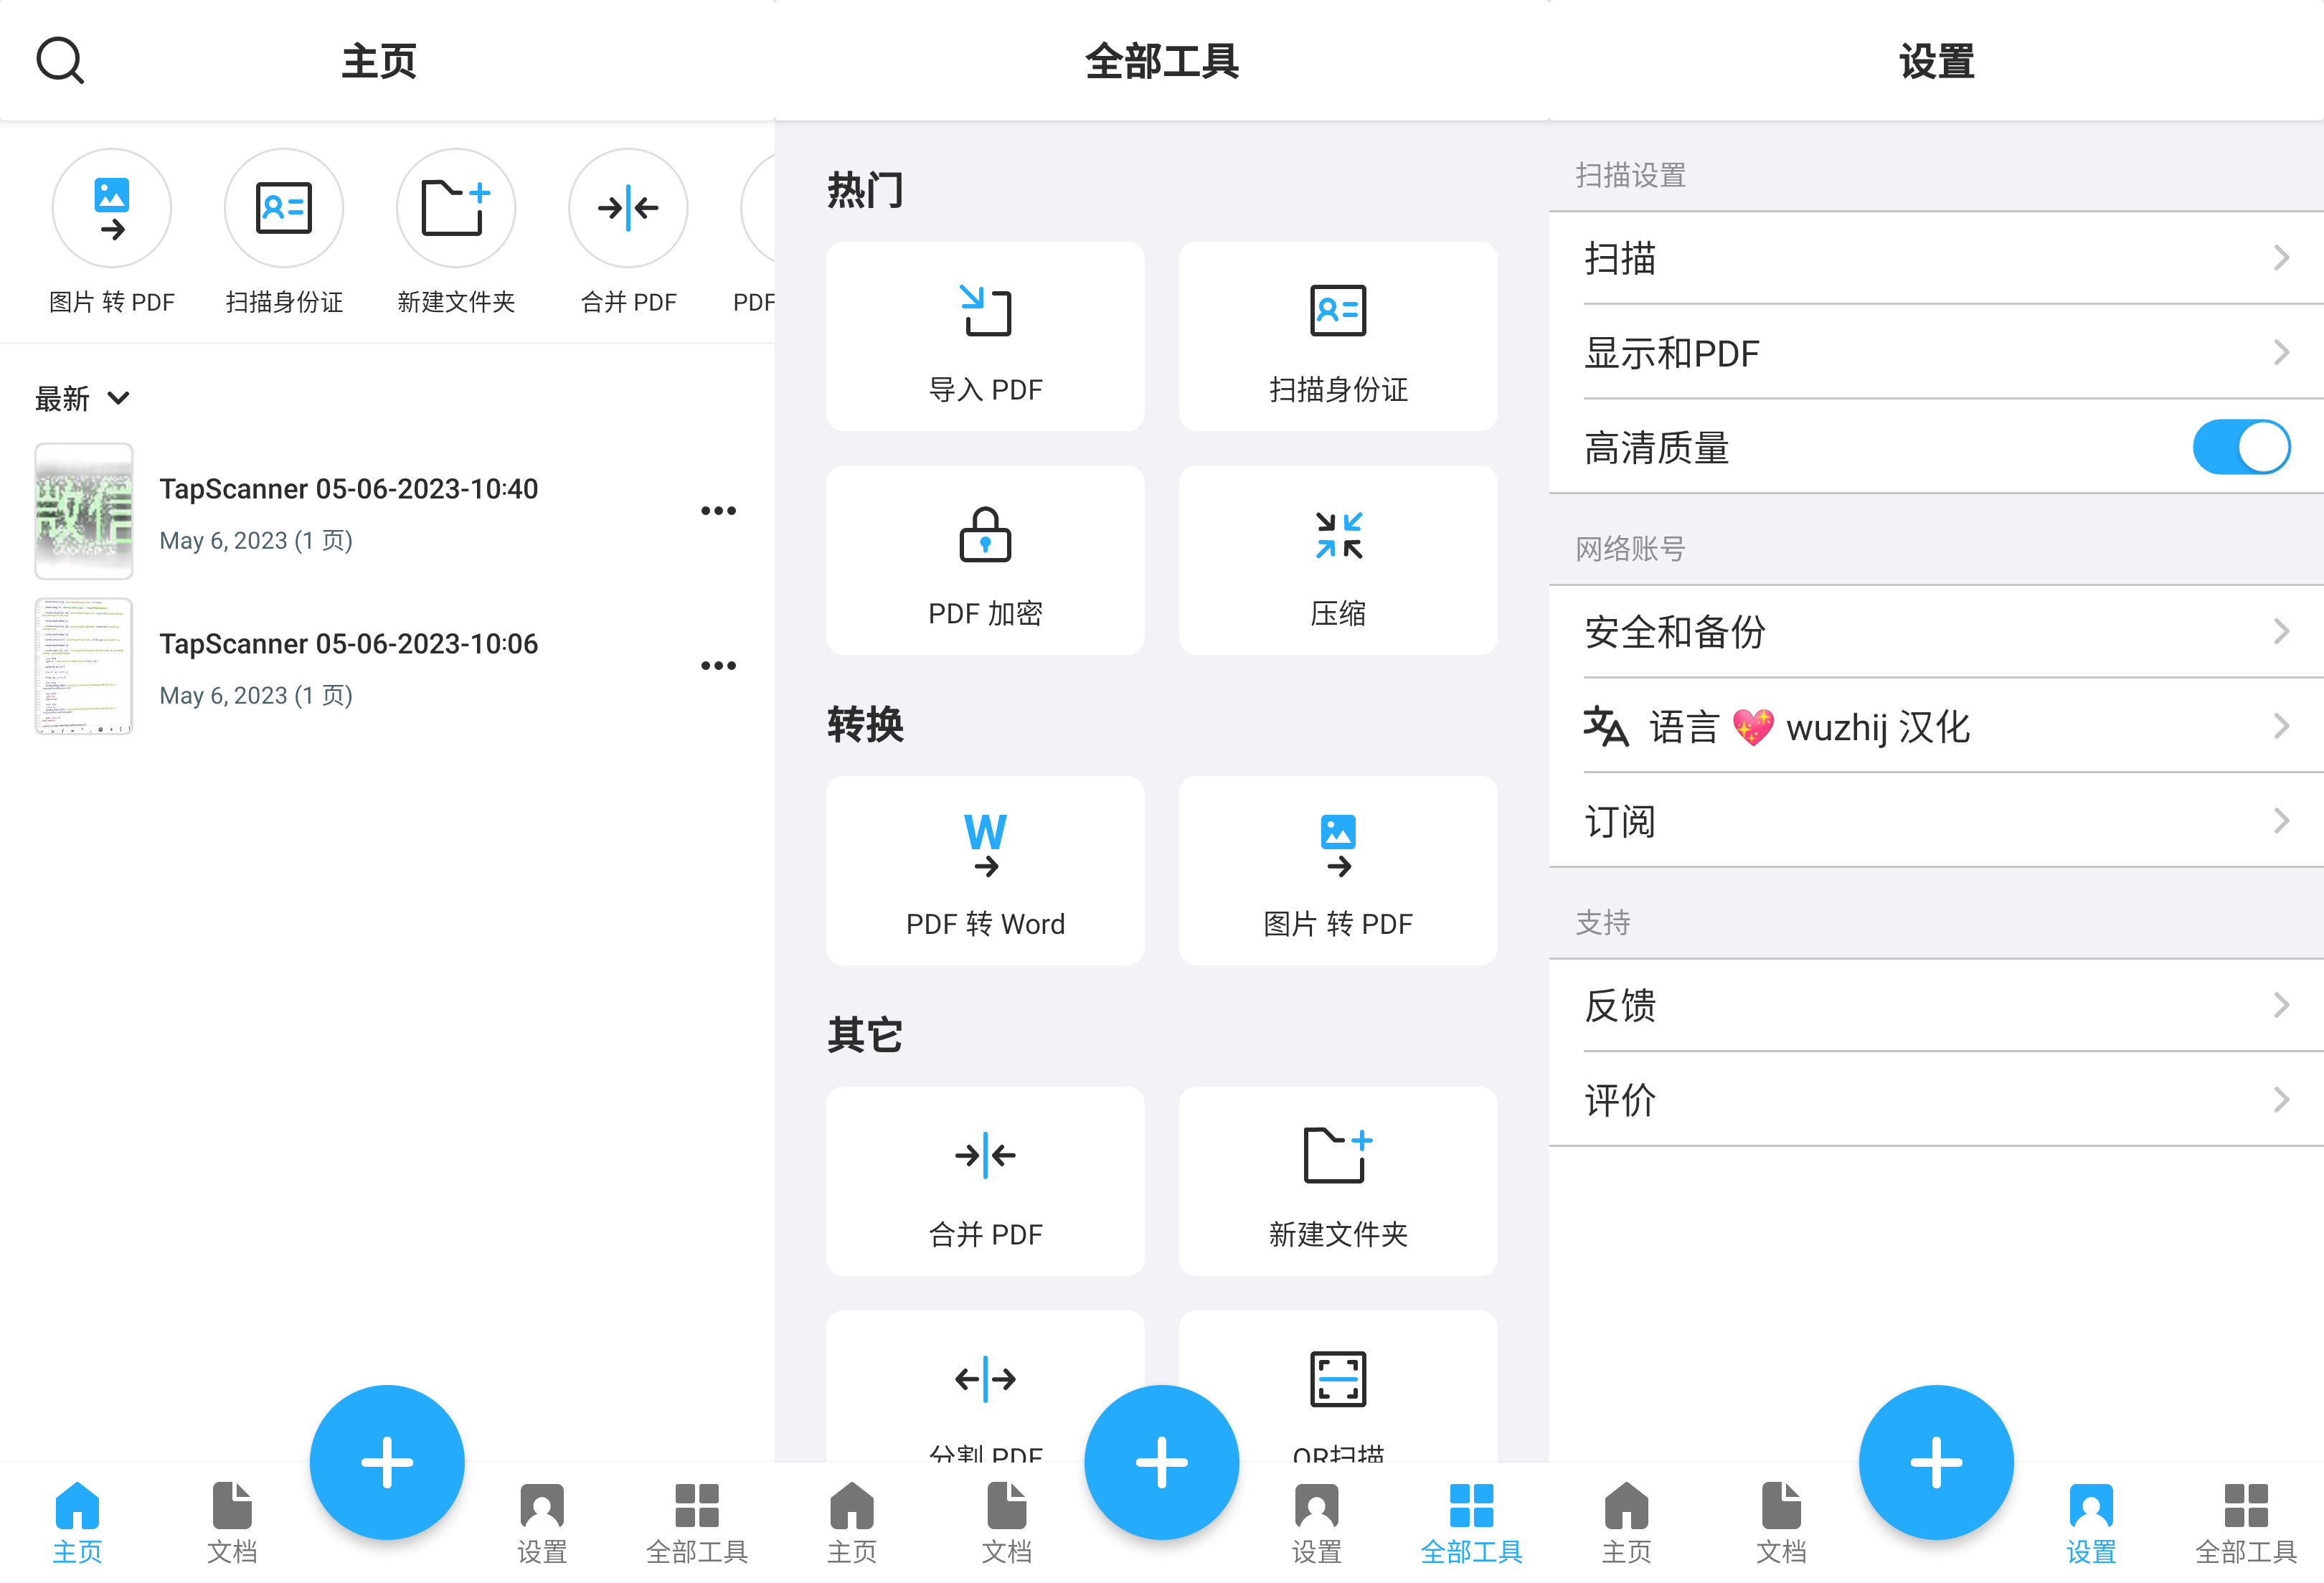 主页
图片 转 PDF
扫描身份证
新建文件夹
合并 PDF
PDF
最新
TapScanner 05-06-2023-10:40
May 6, 2023 (1 页)
TapScanner 05-06-2023-10:06
May 6, 2023 (1 页)
主页
文档
设置
全部工具
全部工具
热门
导入 PDF
扫描身份证
PDF 加密
压缩
转换
W
PDF 转 Word
图片 转 PDF
其它
合并 PDF
新建文件夹
分割 PDF
QR扫描
主页
文档
设置
全部工具
设置
扫描设置
扫描
显示和PDF
高清质量
网络账号
安全和备份
语言 💖 wuzhij 汉化
订阅
支持
反馈
评价
主页
文档
设置
全部工具